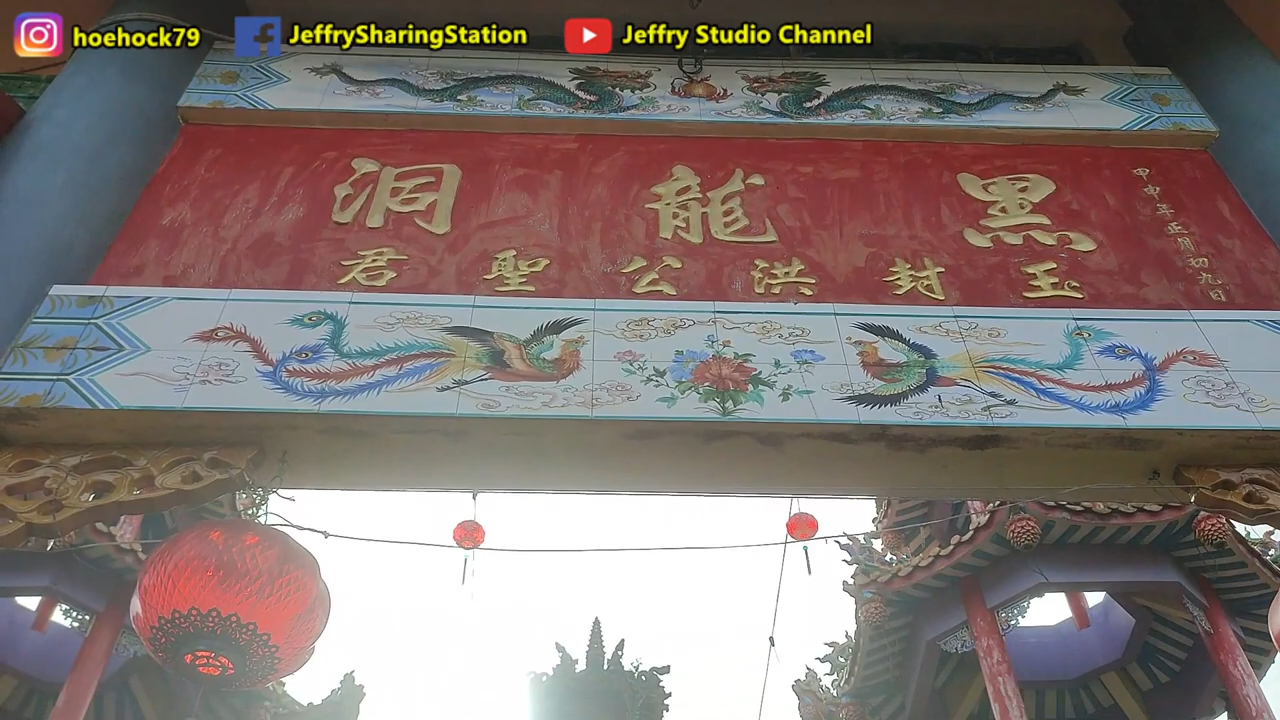 hoehock79
JeffrySharingStation
Jeffry Studio Channel
甲申年正月初九日
黑龍洞
玉封洪公聖君